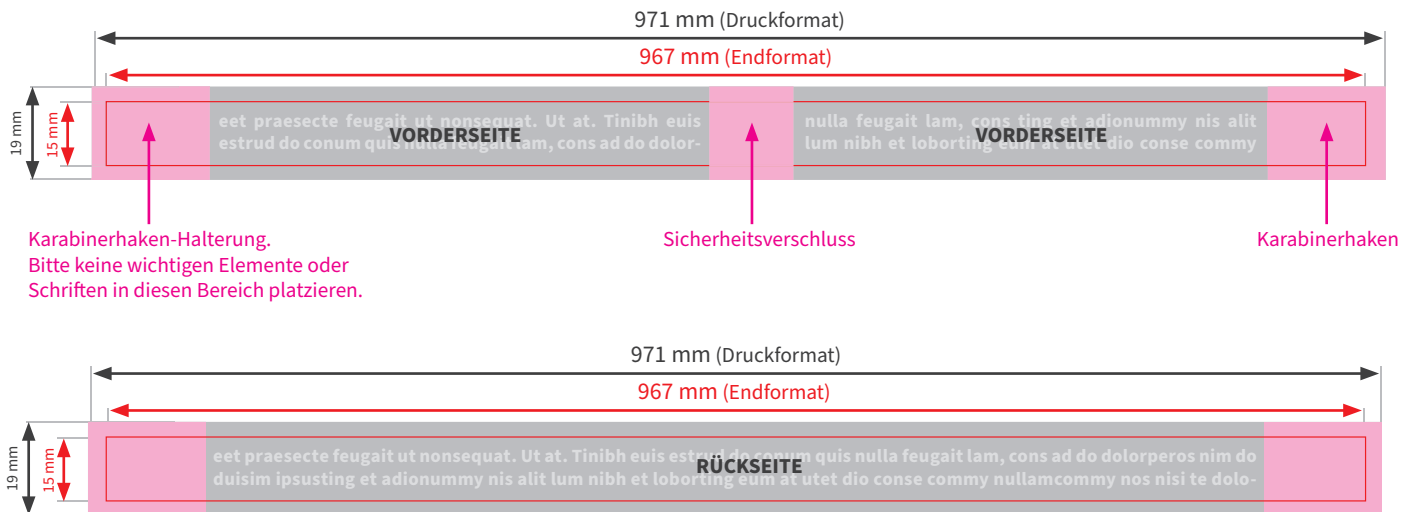 971 mm (Druckformat)
967 mm (Endformat)
19 mm
15 mm
eet praesecte feugait ut nonsequat. Ut at. Tinibh euis
estrud do conum quis nulla feugait lam, cons ad do dolor-
VORDERSEITE
nulla feugait lam, cons ting et adionummy nis alit
lum nibh et loborting eum at utet dio conse commy
VORDERSEITE
Karabinerhaken-Halterung.
Bitte keine wichtigen Elemente oder
Schriften in diesen Bereich platzieren.
Sicherheitsverschluss
Karabinerhaken
971 mm (Druckformat)
967 mm (Endformat)
19 mm
15 mm
eet praesecte feugait ut nonsequat. Ut at. Tinibh euis estrud do conum quis nulla feugait lam, cons ad do dolorperos nim do
duisim ipsusting et adionummy nis alit lum nibh et loborting eum at utet dio conse commy nullamcommy nos nisi te dolo-
RÜCKSEITE